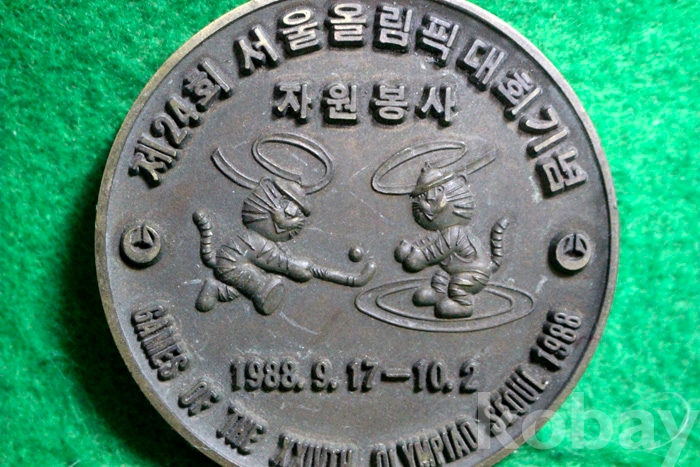 제24회 서울올림픽대회기념
자원봉사
1988. 9. 17-10. 2
GAMES OF THE XXIVTH OLYMPIAD SEOUL 1988
Kobay